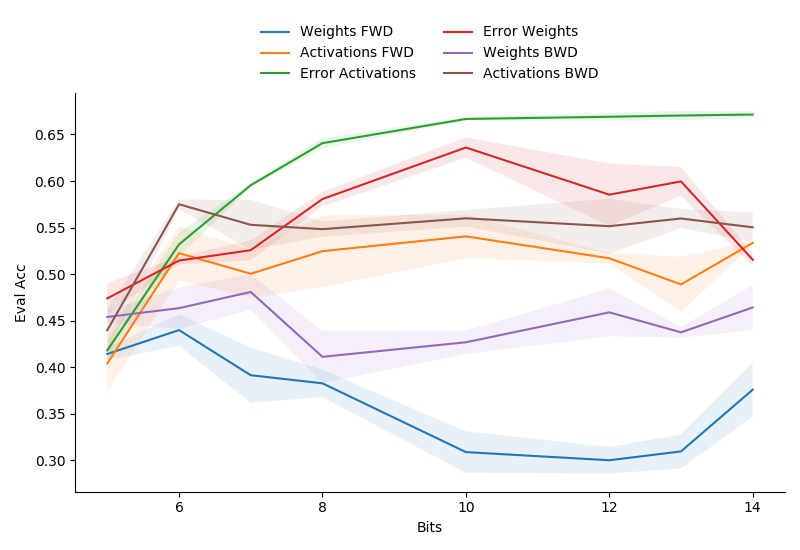 Weights FWD
Activations FWD
Error Activations
Error Weights
Weights BWD
Activations BWD
Eval Acc
0.65
0.60
0.55
0.50
0.45
0.40
0.35
0.30
6
8
10
12
14
Bits